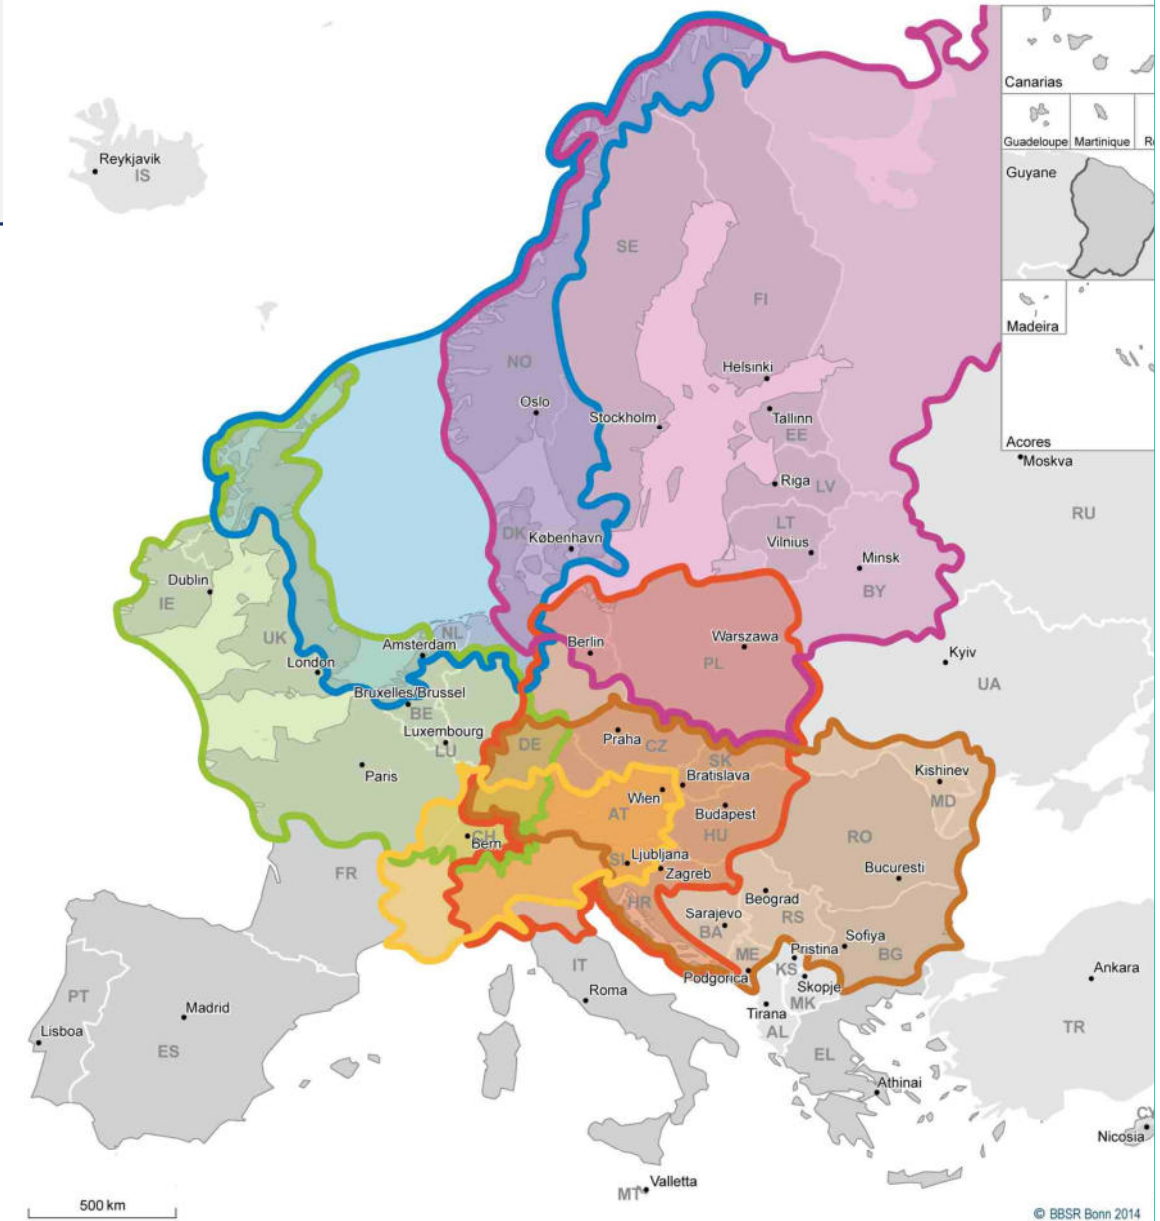 Canarias
Guadeloupe
Martinique
Guyane
Reykjavik
IS
SE
FI
Madeira
NO
Helsinki
Oslo
Stockholm
Tallinn
EE
Acores
Moskva
Riga
LV
RU
LT
DK
København
Vilnius
Minsk
Dublin
BY
IE
UK
NL
Amsterdam
Berlin
Warszawa
PL
Kyiv
London
UA
Bruxelles/Brussel
BE
Luxembourg
LU
DE
Praha
CZ
SK
Paris
Bratislava
Kishinev
Wien
MD
AT
Budapest
CH
Bern
HU
RO
SI
Ljubljana
FR
Zagreb
Bucuresti
HR
Beograd
Sarajevo
RS
BA
Sofiya
Pristina
ME
BG
IT
KS
Podgorica
Skopje
Ankara
PT
Roma
MK
Madrid
Tirana
TR
Lisboa
AL
ES
EL
Athinai
Nicosia
Valletta
MT
500 km
© BBSR Bonn 2014